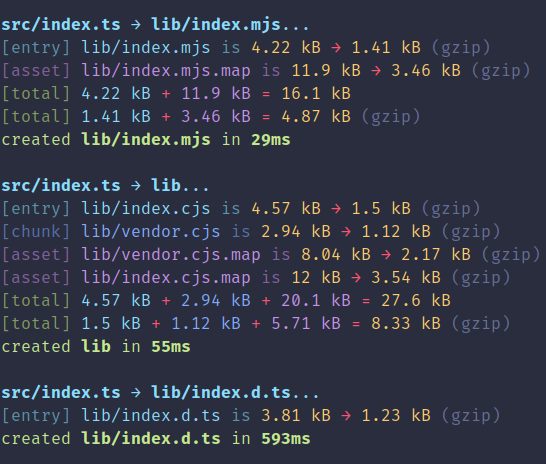 src/index.ts → lib/index.mjs...
[entry] lib/index.mjs is 4.22 kB → 1.41 kB (gzip)
[asset] lib/index.mjs.map is 11.9 kB → 3.46 kB (gzip)
[total] 4.22 kB + 11.9 kB = 16.1 kB
[total] 1.41 kB + 3.46 kB = 4.87 kB (gzip)
created lib/index.mjs in 29ms
src/index.ts → lib...
[entry] lib/index.cjs is 4.57 kB → 1.5 kB (gzip)
[chunk] lib/vendor.cjs is 2.94 kB → 1.12 kB (gzip)
[asset] lib/vendor.cjs.map is 8.04 kB → 2.17 kB (gzip)
[asset] lib/index.cjs.map is 12 kB → 3.54 kB (gzip)
[total] 4.57 kB + 2.94 kB + 20.1 kB = 27.6 kB
[total] 1.5 kB + 1.12 kB + 5.71 kB = 8.33 kB (gzip)
created lib in 55ms
src/index.ts → lib/index.d.ts...
[entry] lib/index.d.ts is 3.81 kB → 1.23 kB (gzip)
created lib/index.d.ts in 593ms